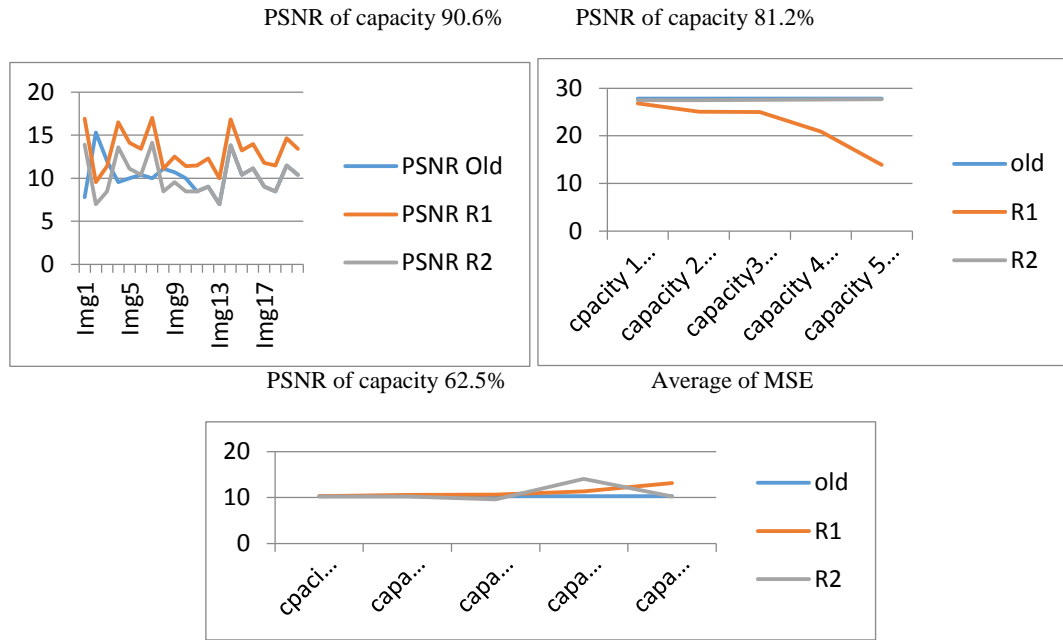 PSNR of capacity 90.6% PSNR of capacity 81.2%
20
15
10
5
0
Img1
Img5
Img9
Img13
Img17
PSNR Old
PSNR R1
PSNR R2
30
20
10
0
cpacity 1...
capacity 2...
capacity3...
capacity 4...
capacity 5...
old
R1
R2
PSNR of capacity 62.5% Average of MSE
20
10
0
cpaci...
capa...
capa...
capa...
capa...
old
R1
R2